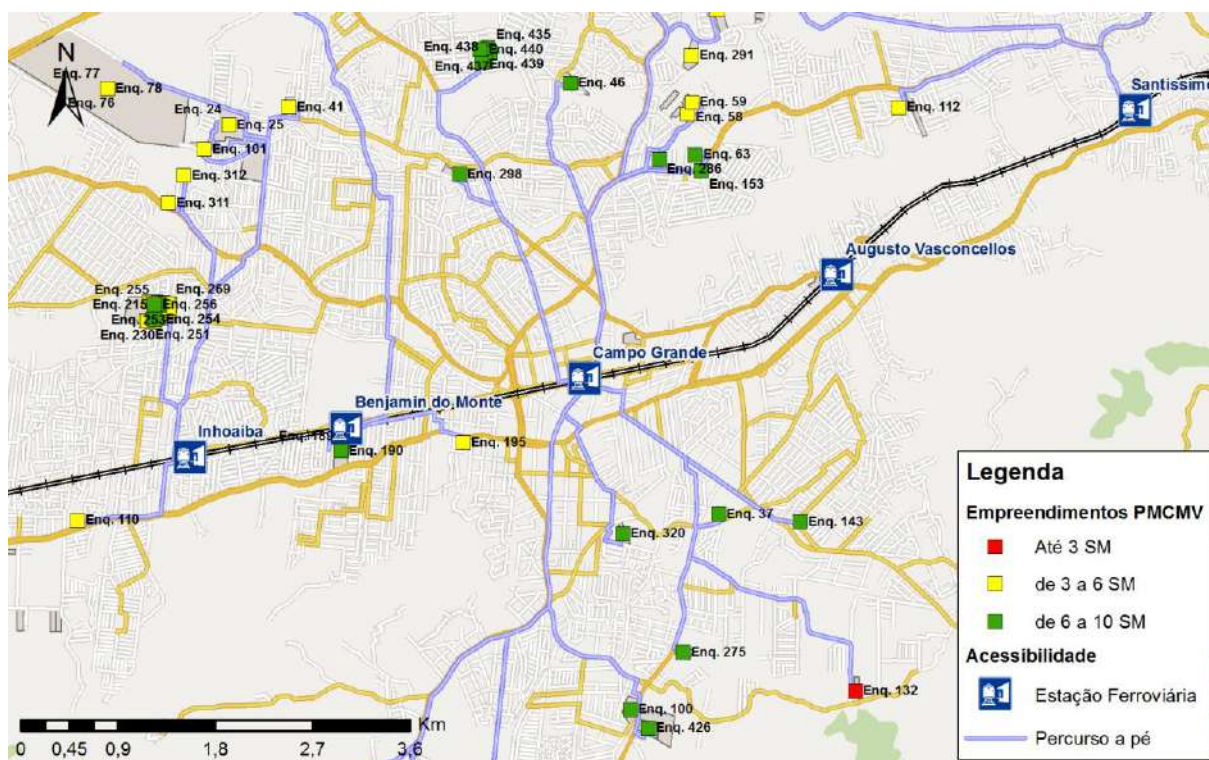 N
Enq. 77
Enq. 78
Enq. 76
Enq. 24
Enq. 25
Enq. 41
Enq. 101
Enq. 312
Enq. 311
Enq. 435
Enq. 438
Enq. 440
Enq. 437
Enq. 439
Enq. 46
Enq. 291
Enq. 59
Enq. 58
Enq. 63
Enq. 286
Enq. 153
Enq. 298
Enq. 112
Santissimo
Augusto Vasconcellos
Enq. 255
Enq. 269
Enq. 215
Enq. 256
Enq. 253
Enq. 254
Enq. 230
Enq. 251
Campo Grande
Benjamin do Monte
Inhoaiba
Enq. 190
Enq. 195
Enq. 110
Enq. 37
Enq. 143
Enq. 320
Enq. 275
Enq. 132
Enq. 100
Enq. 426
Km
0 0,45 0,9 1,8 2,7 3,6
Legenda
Empreendimentos PMCMV
Até 3 SM
de 3 a 6 SM
de 6 a 10 SM
Acessibilidade
Estação Ferroviária
Percurso a pé